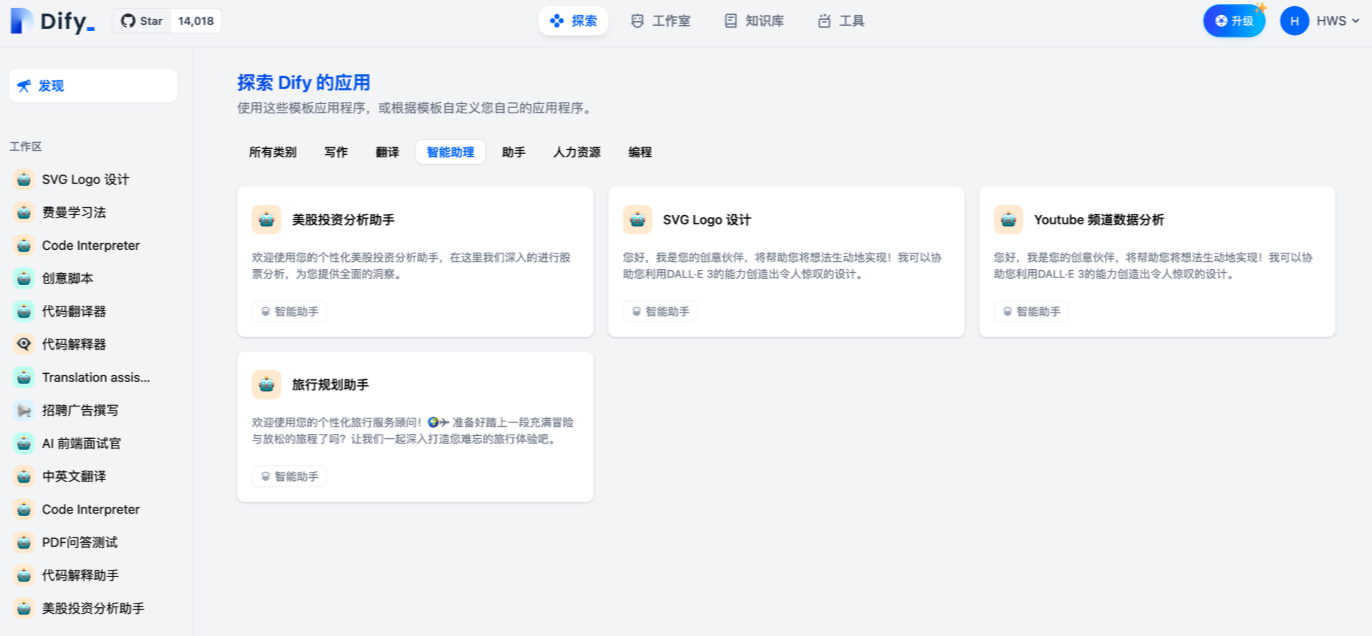 Dify_
Star 14,018
探索
工作室
知识库
工具
升级
H
HWS
发现
工作区
SVG Logo 设计
费曼学习法
Code Interpreter
创意脚本
代码翻译器
代码解释器
Translation assis...
招聘广告撰写
AI 前端面试官
中英文翻译
Code Interpreter
PDF问答测试
代码解释助手
美股投资分析助手
探索 Dify 的应用
使用这些模板应用程序，或根据模板自定义您自己的应用程序。
所有类别
写作
翻译
智能助理
助手
人力资源
编程
美股投资分析助手
欢迎使用您的个性化美股投资分析助手，在这里我们深入的进行股
票分析，为您提供全面的洞察。
智能助手
SVG Logo 设计
您好，我是您的创意伙伴，将帮助您将想法生动地实现！我可以协
助您利用DALL·E 3的能力创造出令人惊叹的设计。
智能助手
Youtube 频道数据分析
您好，我是您的创意伙伴，将帮助您将想法生动地实现！我可以协
助您利用DALL·E 3的能力创造出令人惊叹的设计。
智能助手
旅行规划助手
欢迎使用您的个性化旅行服务顾问！🌍✈️ 准备好踏上一段充满冒险
与放松的旅程了吗？让我们一起深入打造您难忘的旅行体验吧。
智能助手